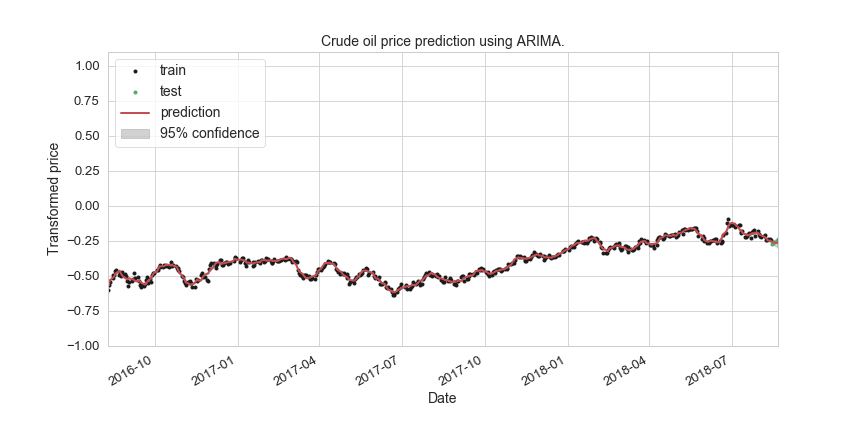 Crude oil price prediction using ARIMA.
1.00
0.75
0.50
0.25
0.00
−0.25
−0.50
−0.75
−1.00
Transformed price
train
test
prediction
95% confidence
2016-10
2017-01
2017-04
2017-07
2017-10
2018-01
2018-04
2018-07
Date